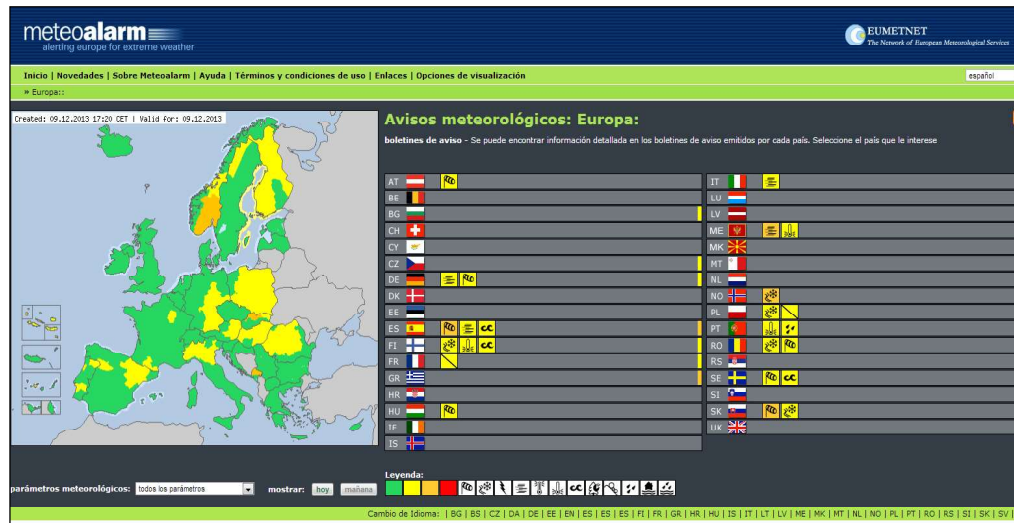 meteoalarm
alerting europe for extreme weather
EUMETNET
The Network of European Meteorological Services
Inicio | Novedades | Sobre Meteoalarm | Ayuda | Términos y condiciones de uso | Enlaces | Opciones de visualización
español
» Europa::
Created: 09.12.2013 17:20 CET | Valid for: 09.12.2013
Avisos meteorológicos: Europa:
boletines de aviso - Se puede encontrar información detallada en los boletines de aviso emitidos por cada país. Seleccione el país que le interese
AT
BE
BG
CH
CY
CZ
DE
DK
EE
ES
FI
FR
GR
HR
HU
IE
IS
IT
LU
LV
ME
MK
MT
NL
NO
PL
PT
RO
RS
SE
SI
SK
UK
Leyenda:
parámetros meteorológicos: todos los parámetros mostrar: hoy mañana
Cambio de Idioma: | BG | BS | CZ | DA | DE | EE | EN | ES | ES | ES | FI | FR | GR | HR | HU | IS | IT | LT | LV | ME | MK | MT | NL | NO | PL | PT | RO | RS | SI | SK | SV |